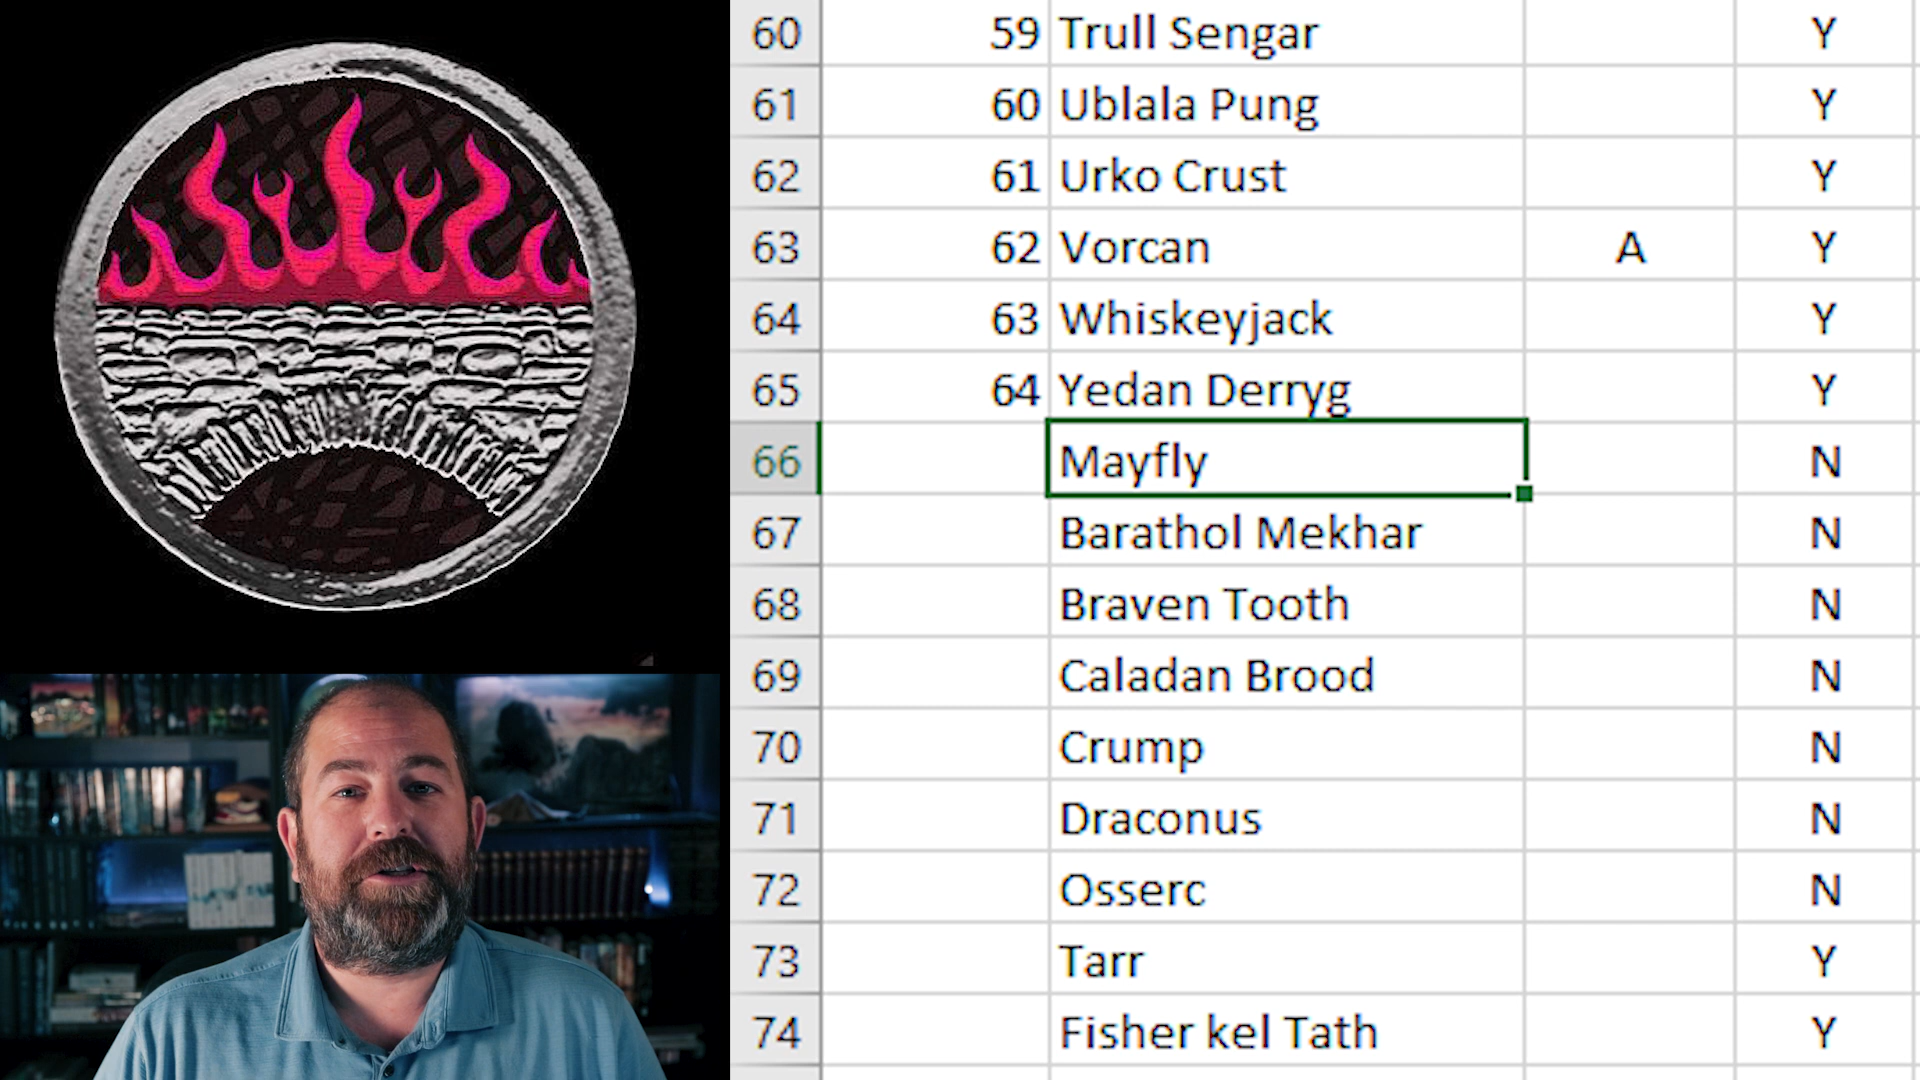 60 59 Trull Sengar Y
61 60 Ublala Pung Y
62 61 Urko Crust Y
63 62 Vorcan A Y
64 63 Whiskeyjack Y
65 64 Yedan Derryg Y
66 Mayfly N
67 Barathol Mekhar N
68 Braven Tooth N
69 Caladan Brood N
70 Crump N
71 Draconus N
72 Osserc N
73 Tarr Y
74 Fisher kel Tath Y